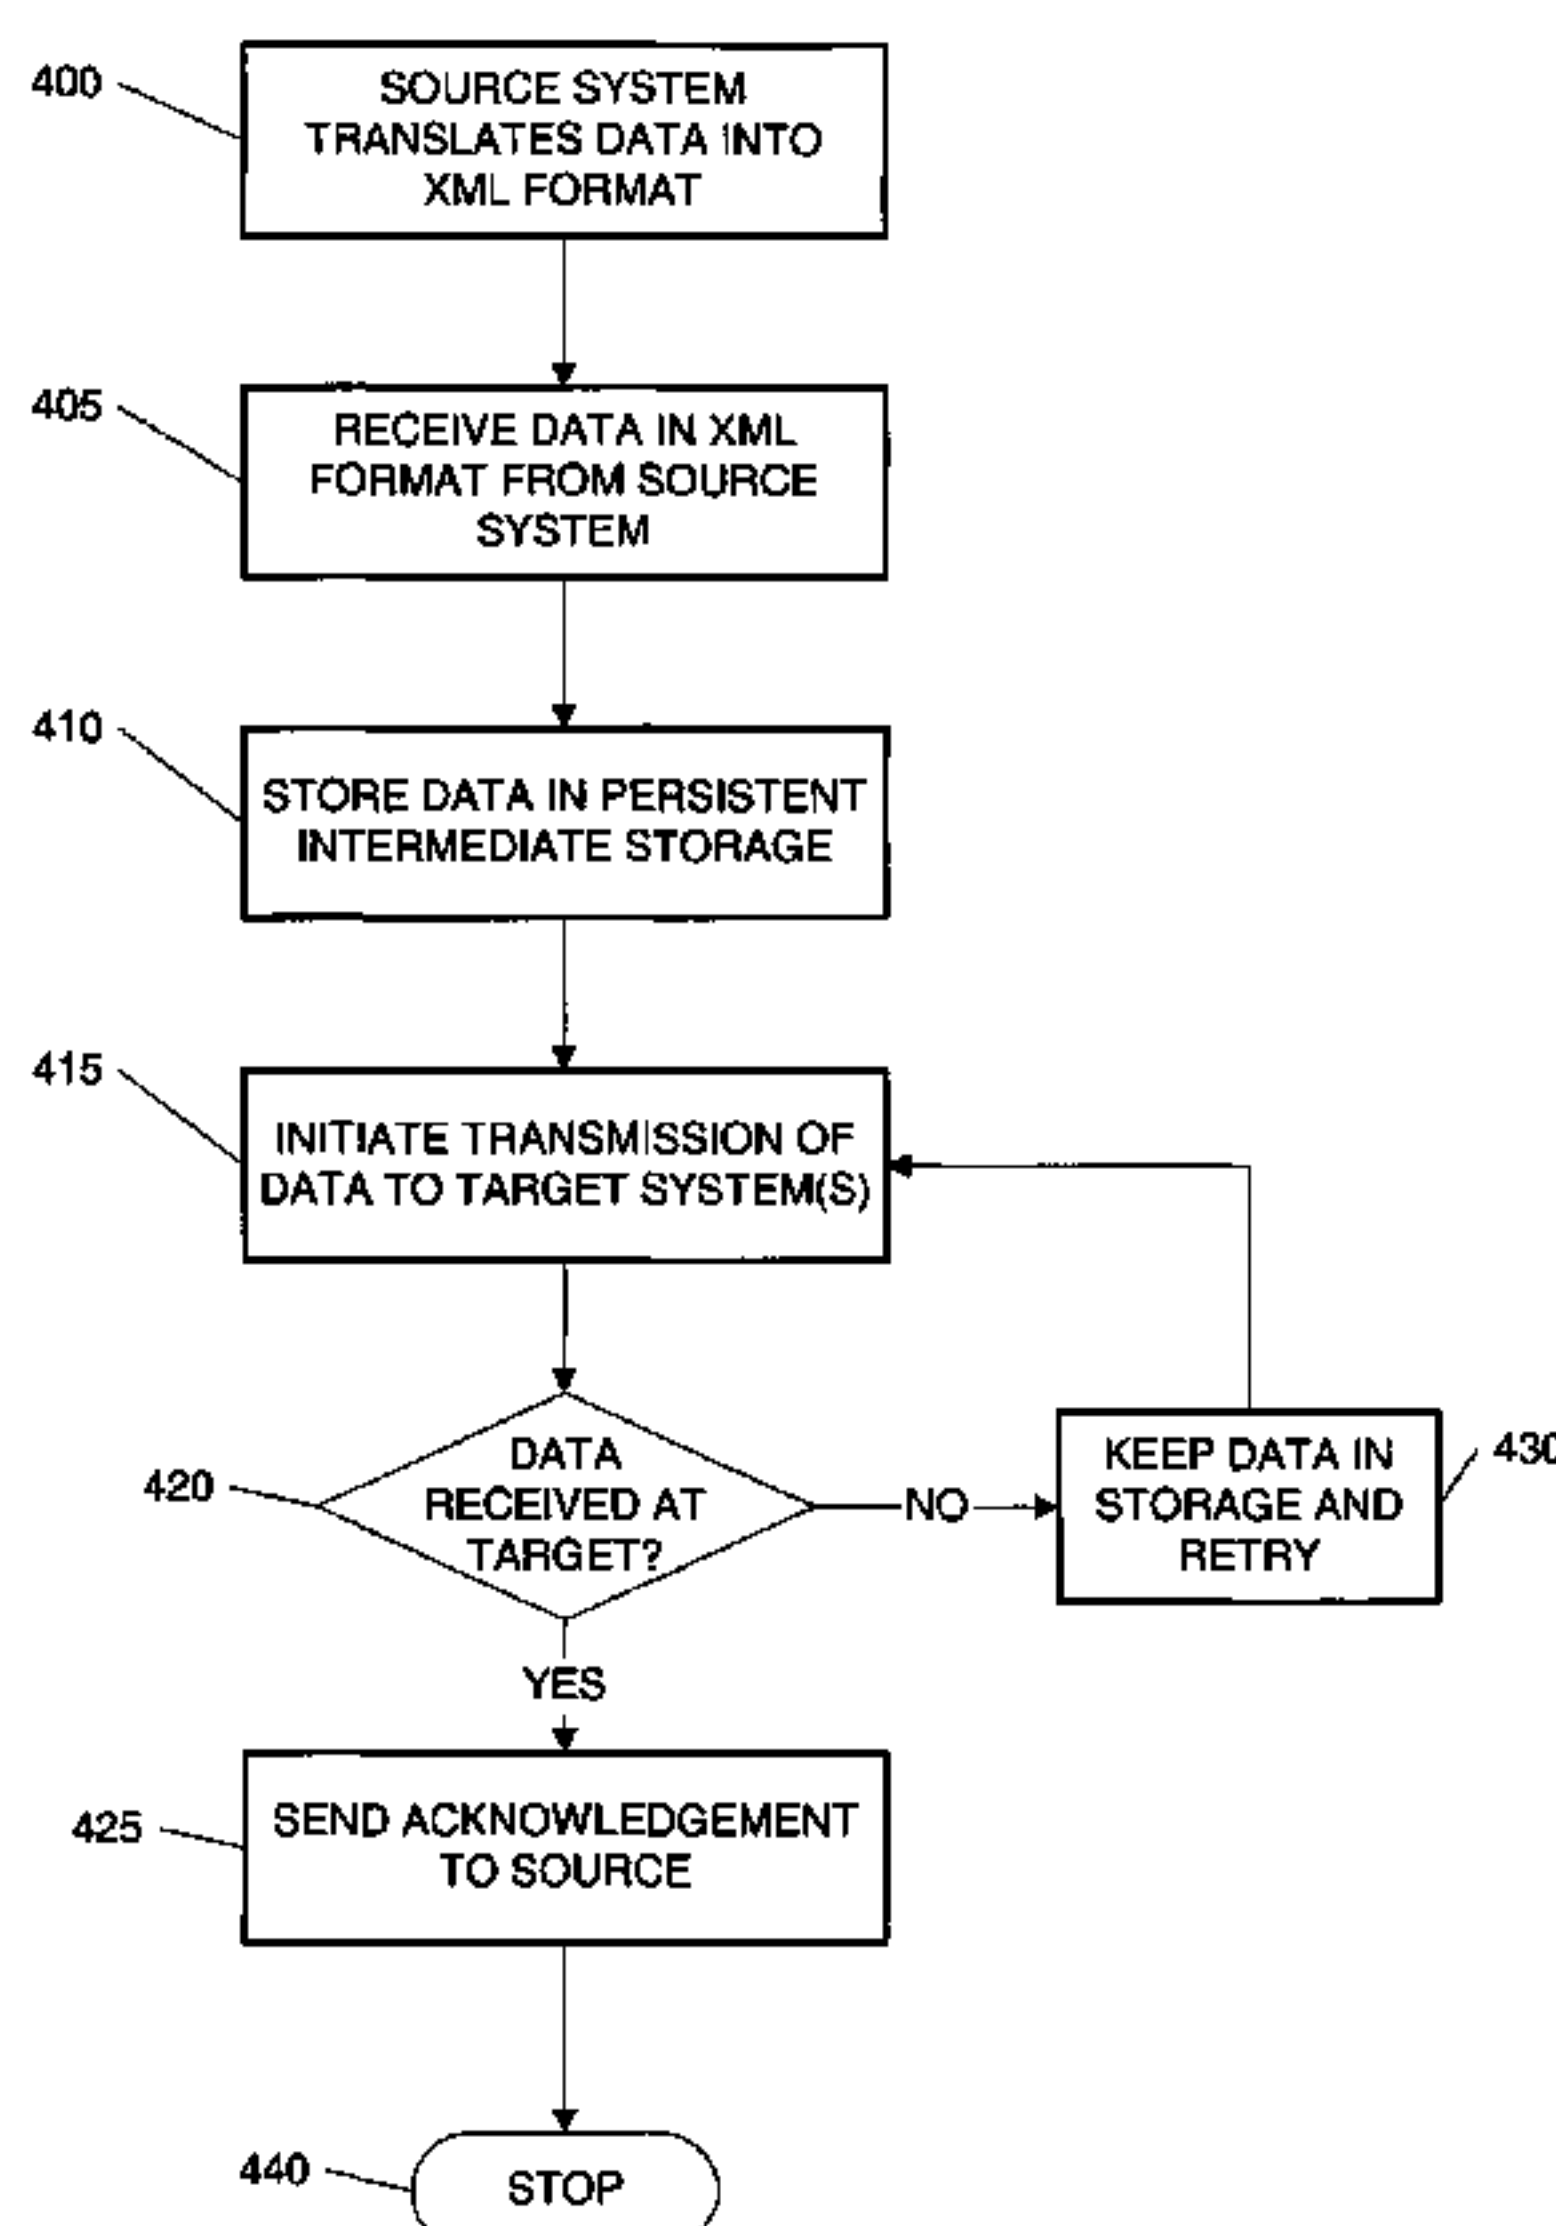 400
SOURCE SYSTEM
TRANSLATES DATA INTO
XML FORMAT
405
RECEIVE DATA IN XML
FORMAT FROM SOURCE
SYSTEM
410
STORE DATA IN PERSISTENT
INTERMEDIATE STORAGE
415
INITIATE TRANSMISSION OF
DATA TO TARGET SYSTEM(S)
420
DATA
RECEIVED AT
TARGET?
NO
KEEP DATA IN
STORAGE AND
RETRY
430
YES
425
SEND ACKNOWLEDGEMENT
TO SOURCE
440
STOP